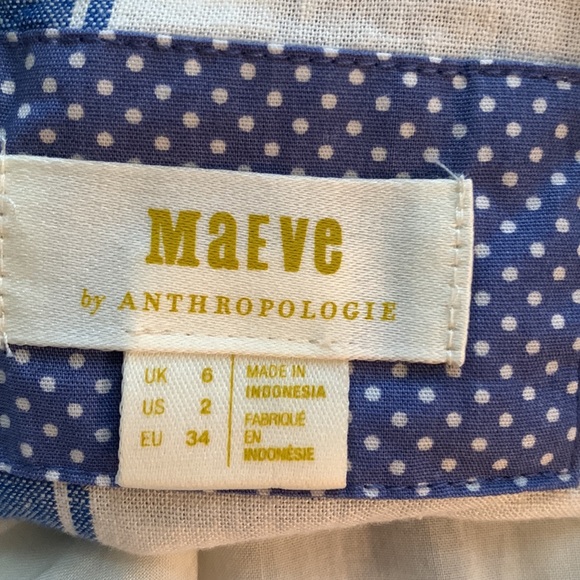 MaEVe
by ANTHROPOLOGIE
UK 6
US 2
EU 34
MADE IN
INDONESIA
FABRIQUÉ
EN
INDONÉSIE